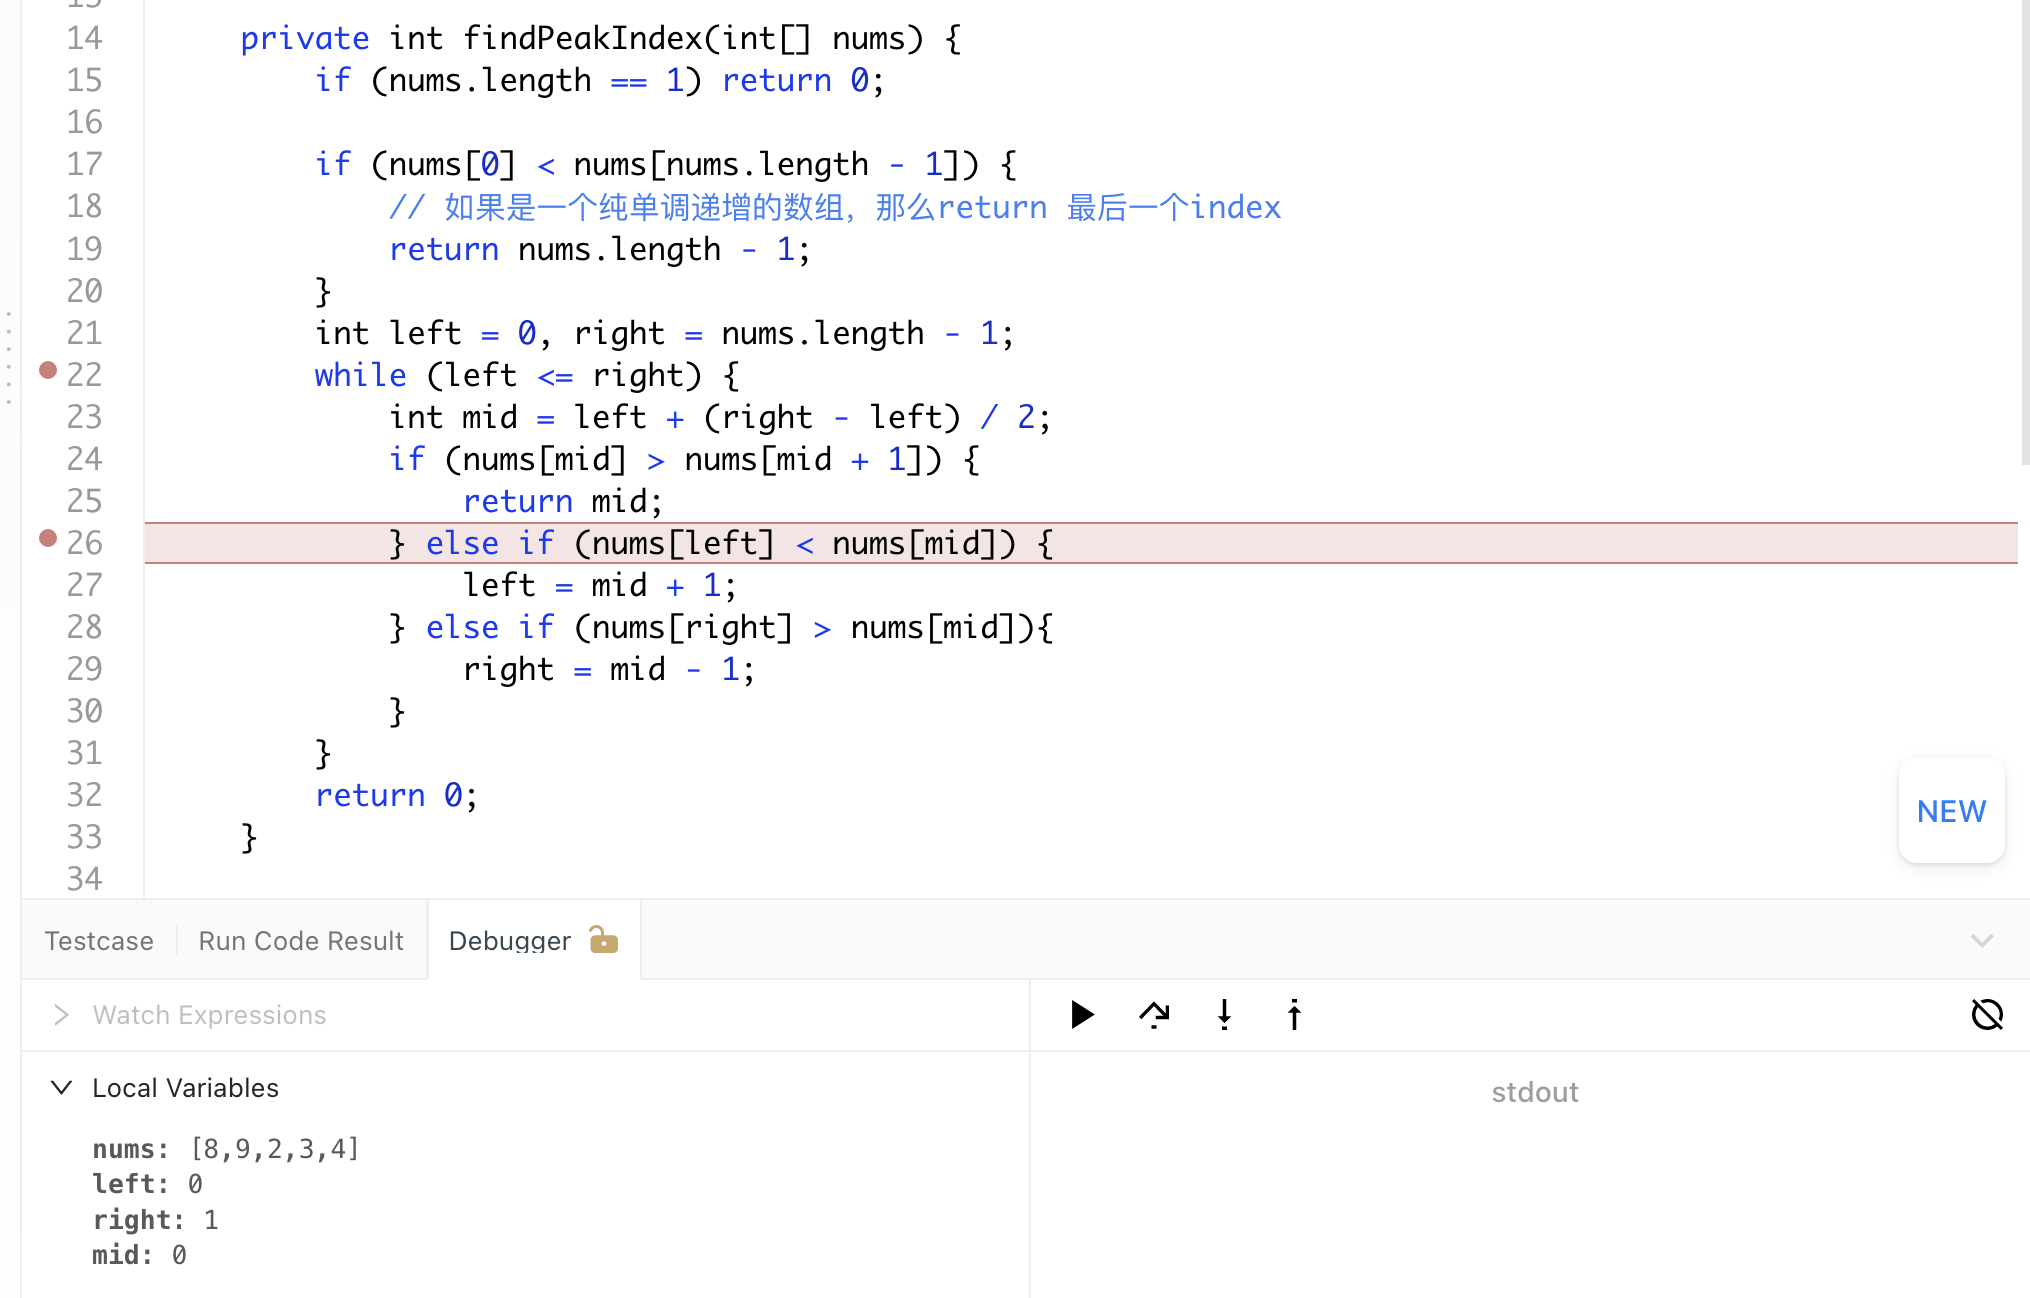 13
14 private int findPeakIndex(int[] nums) {
15 if (nums.length == 1) return 0;
16
17 if (nums[0] < nums[nums.length - 1]) {
18 // 如果是一个纯单调递增的数组，那么return 最后一个index
19 return nums.length - 1;
20 }
21 int left = 0, right = nums.length - 1;
22 while (left <= right) {
23 int mid = left + (right - left) / 2;
24 if (nums[mid] > nums[mid + 1]) {
25 return mid;
26 } else if (nums[left] < nums[mid]) {
27 left = mid + 1;
28 } else if (nums[right] > nums[mid]){
29 right = mid - 1;
30 }
31 }
32 return 0;
33 }
34
NEW
Testcase Run Code Result Debugger
Watch Expressions
Local Variables
stdout
nums: [8,9,2,3,4]
left: 0
right: 1
mid: 0